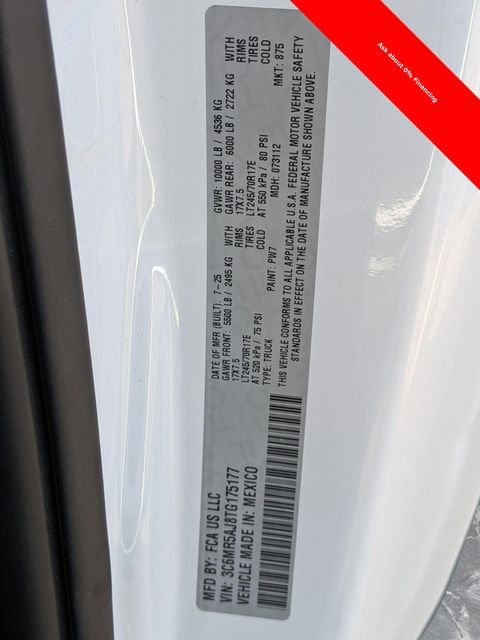 MFD BY: FCA US LLC
VIN: 3C6MR5AJ8TG175177
VEHICLE MADE IN: MEXICO
DATE OF MFR (BUILT): 7-25 GVWR: 10000 LB / 4536 KG
GAWR FRONT: 5500 LB / 2495 KG WITH GAWR REAR: 6000 LB / 2722 KG WITH
17X7.5 RIMS 17X7.5 RIMS
LT245/70R17E TIRES LT245/70R17E TIRES
AT 520 kPa / 75 PSI COLD AT 550 kPa / 80 PSI COLD
TYPE: TRUCK PAINT: PW7 MDH: 073112 MKT: 875
THIS VEHICLE CONFORMS TO ALL APPLICABLE U.S.A. FEDERAL MOTOR VEHICLE SAFETY
STANDARDS IN EFFECT ON THE DATE OF MANUFACTURE SHOWN ABOVE.
Ask about 0% Financing